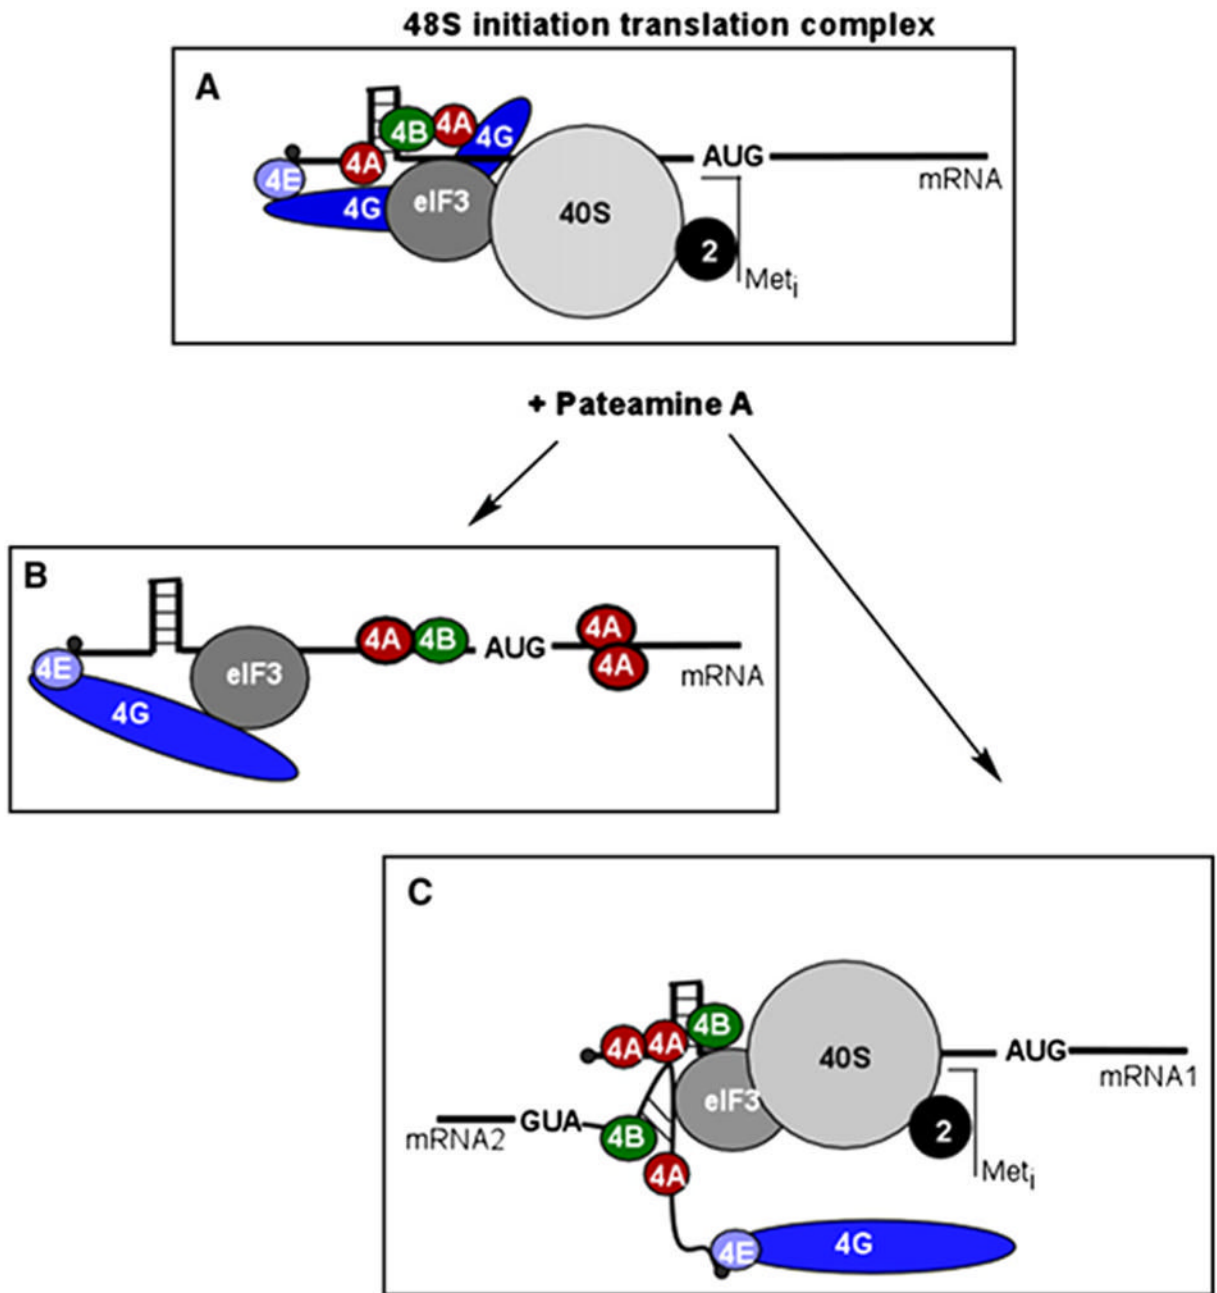 48S initiation translation complex
A
4B 4A 4G
4E 4A
4G eIF3 40S
AUG
mRNA
2
Meti
+ Pateamine A
B
4E
4G
eIF3
4A 4B AUG 4A
4A
mRNA
C
4A 4A 4B
eIF3 40S AUG
mRNA1
mRNA2
GUA
4B
4A
2
Meti
4E 4G